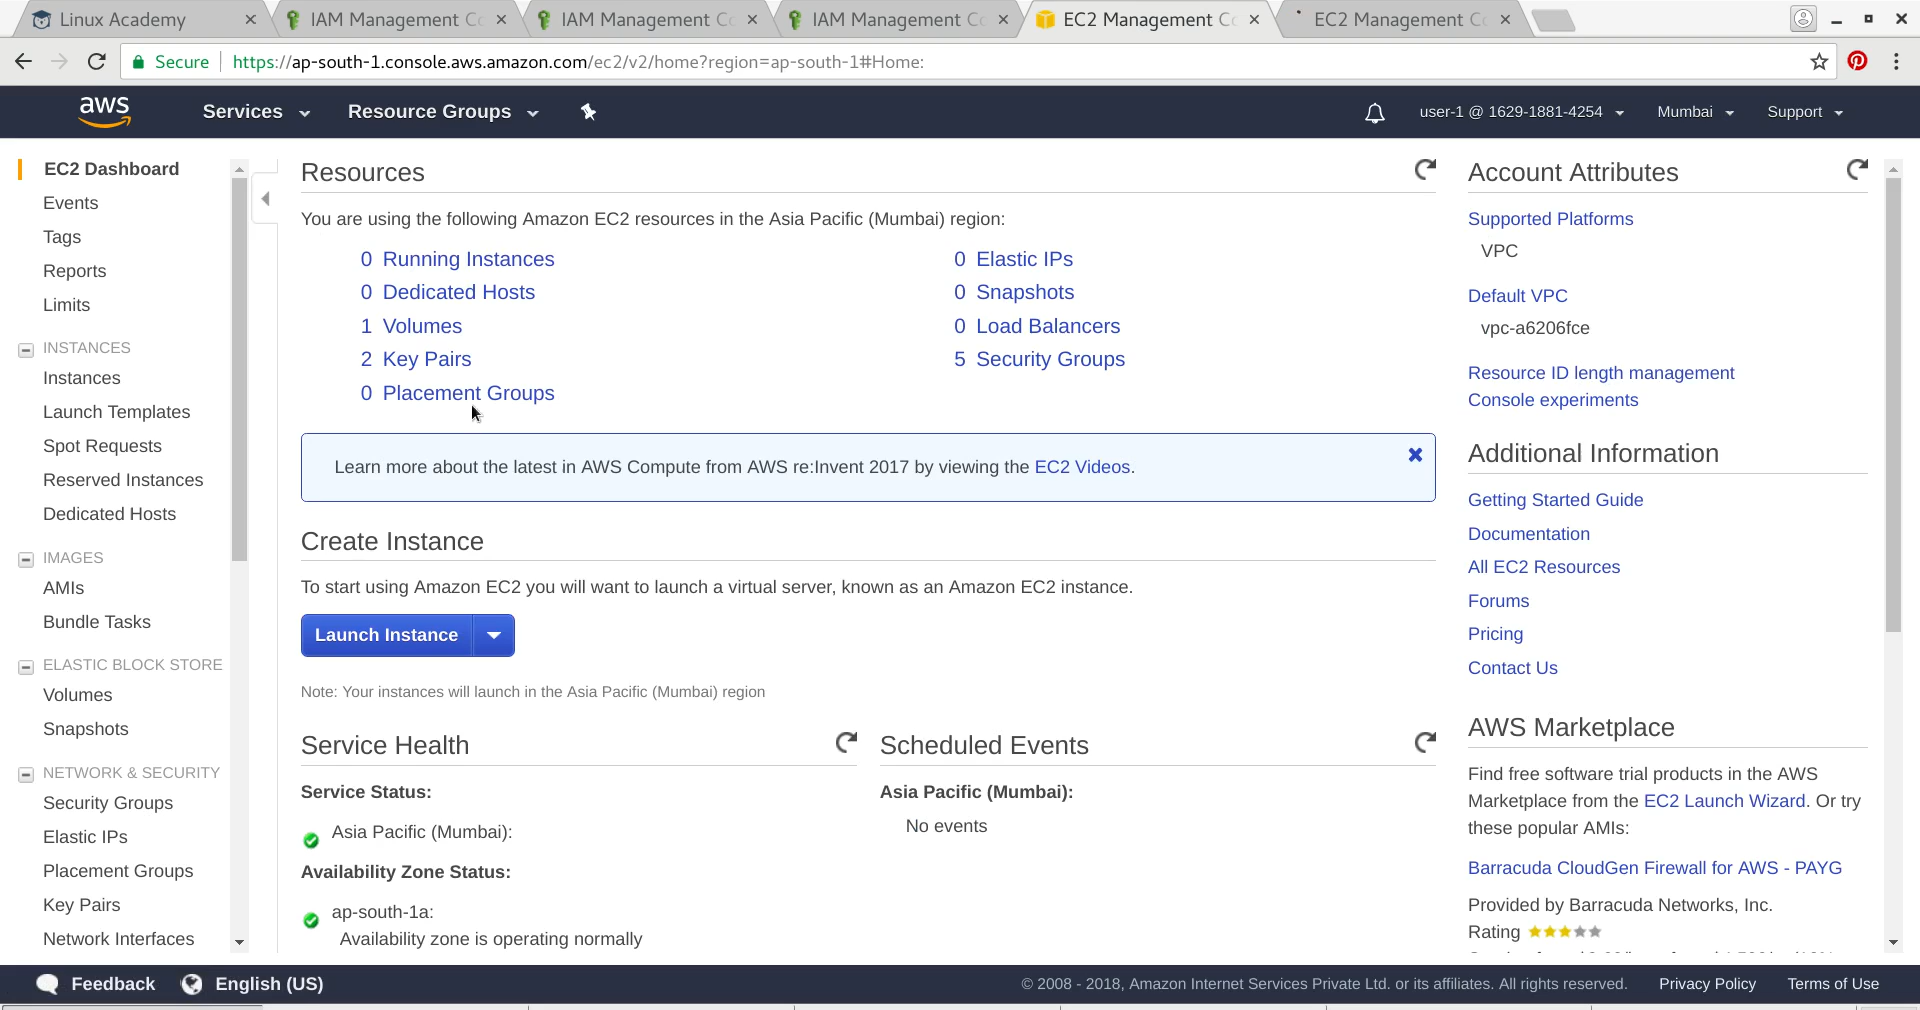 Linux Academy
IAM Management Co
IAM Management Co
IAM Management Co
EC2 Management Co
EC2 Management Co
Secure
https://ap-south-1.console.aws.amazon.com/ec2/v2/home?region=ap-south-1#Home:
aws
Services
Resource Groups
user-1 @ 1629-1881-4254
Mumbai
Support
EC2 Dashboard
Events
Tags
Reports
Limits
INSTANCES
Instances
Launch Templates
Spot Requests
Reserved Instances
Dedicated Hosts
IMAGES
AMIs
Bundle Tasks
ELASTIC BLOCK STORE
Volumes
Snapshots
NETWORK & SECURITY
Security Groups
Elastic IPs
Placement Groups
Key Pairs
Network Interfaces
Resources
You are using the following Amazon EC2 resources in the Asia Pacific (Mumbai) region:
0 Running Instances
0 Elastic IPs
0 Dedicated Hosts
0 Snapshots
1 Volumes
0 Load Balancers
2 Key Pairs
5 Security Groups
0 Placement Groups
Learn more about the latest in AWS Compute from AWS re:Invent 2017 by viewing the EC2 Videos.
Create Instance
To start using Amazon EC2 you will want to launch a virtual server, known as an Amazon EC2 instance.
Launch Instance
Note: Your instances will launch in the Asia Pacific (Mumbai) region
Service Health
Service Status:
Asia Pacific (Mumbai):
Availability Zone Status:
ap-south-1a:
Availability zone is operating normally
Scheduled Events
Asia Pacific (Mumbai):
No events
Account Attributes
Supported Platforms
VPC
Default VPC
vpc-a6206fce
Resource ID length management
Console experiments
Additional Information
Getting Started Guide
Documentation
All EC2 Resources
Forums
Pricing
Contact Us
AWS Marketplace
Find free software trial products in the AWS
Marketplace from the EC2 Launch Wizard. Or try
these popular AMIs:
Barracuda CloudGen Firewall for AWS - PAYG
Provided by Barracuda Networks, Inc.
Rating
Feedback
English (US)
© 2008 - 2018, Amazon Internet Services Private Ltd. or its affiliates. All rights reserved.
Privacy Policy
Terms of Use